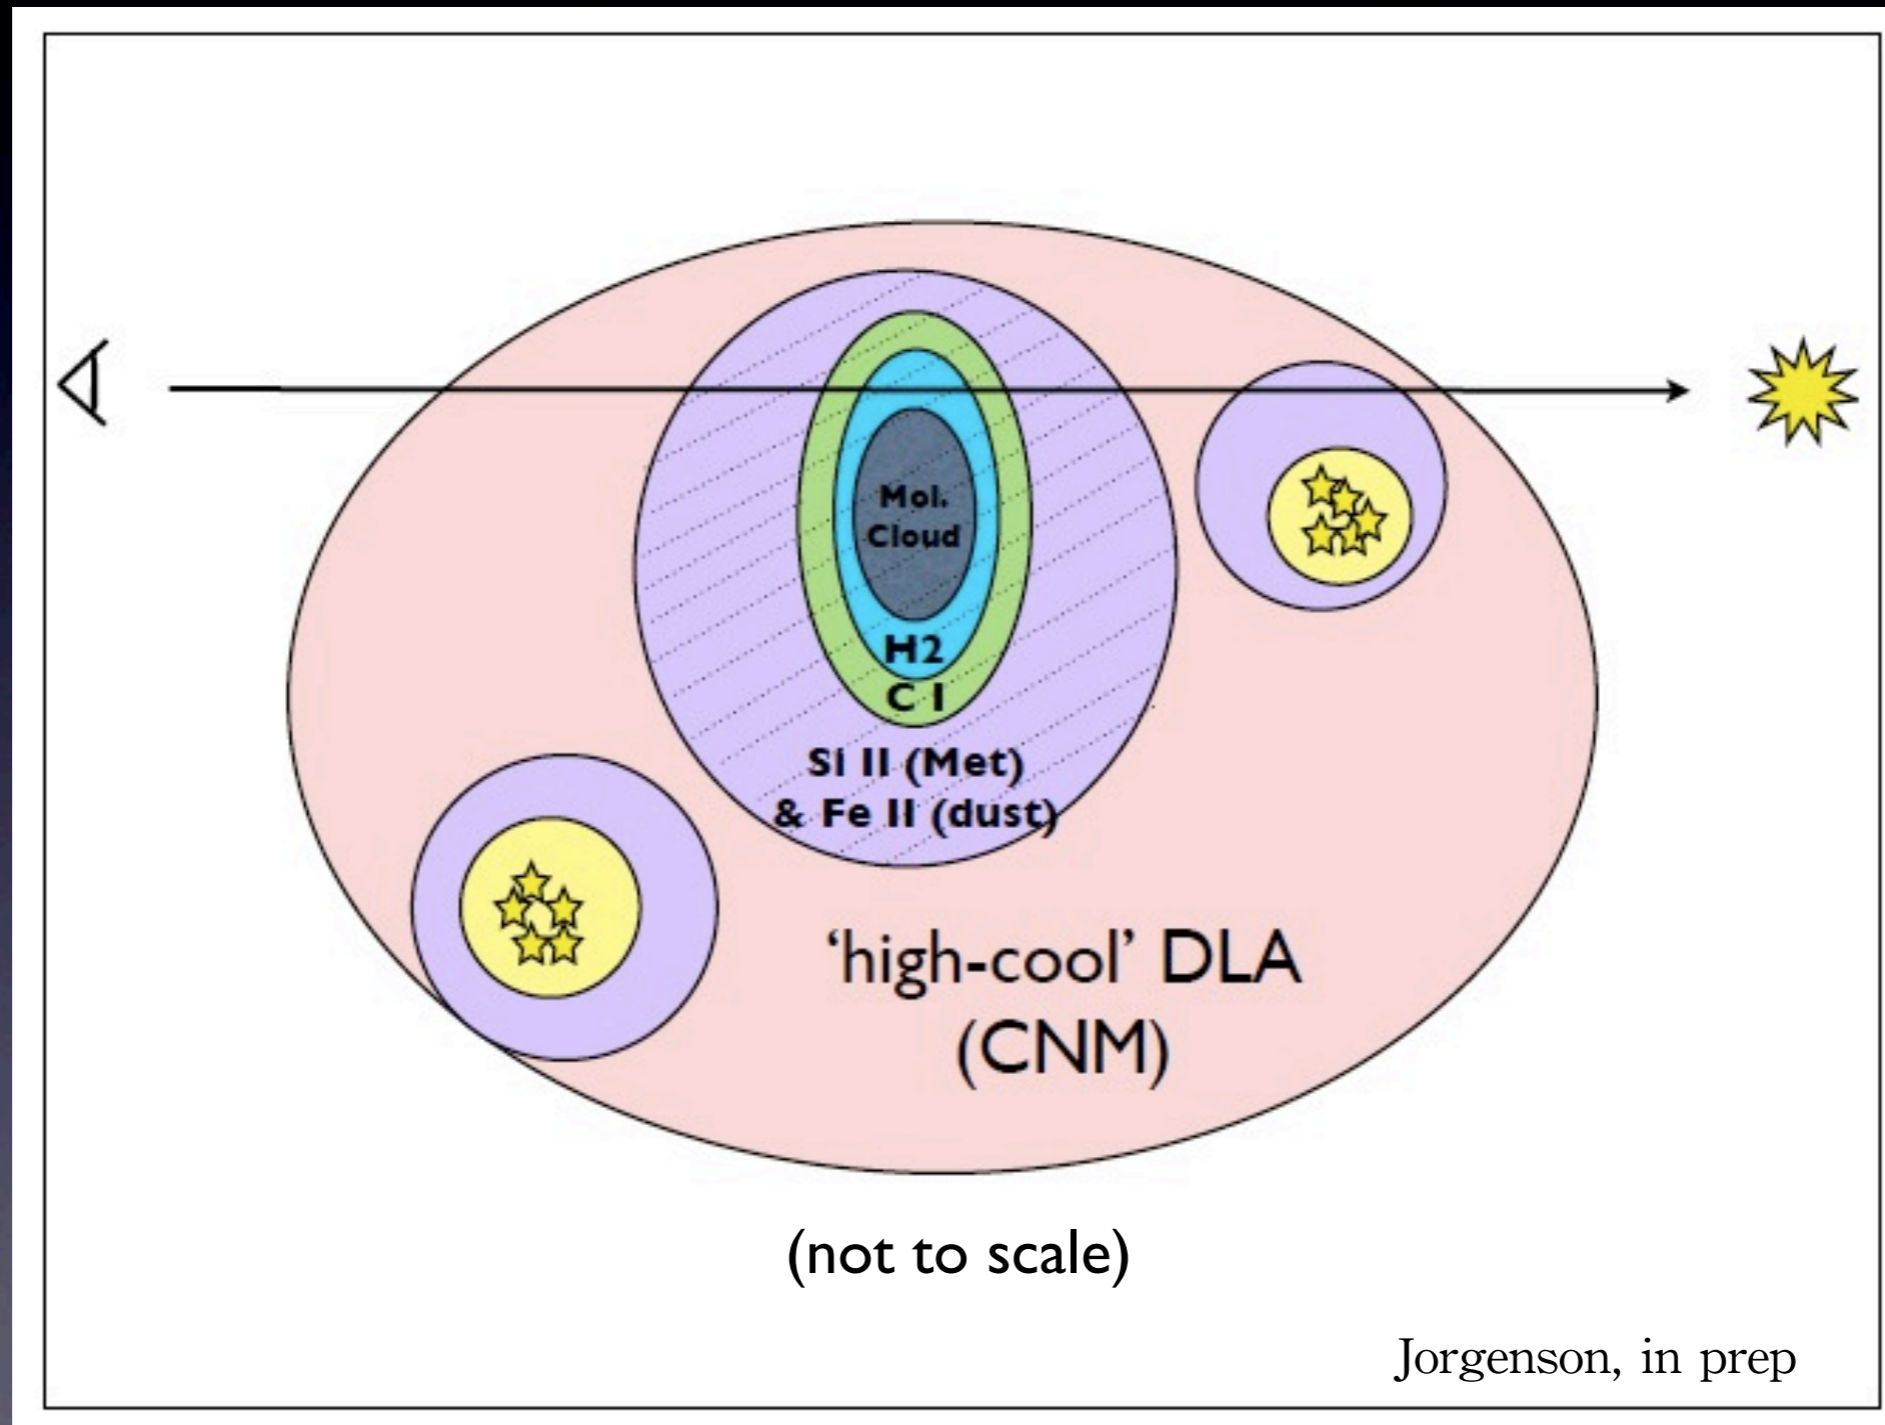 Mol.
Cloud
H2
C I
Si II (Met)
& Fe II (dust)
‘high-cool’ DLA
(CNM)
(not to scale)
Jorgenson, in prep